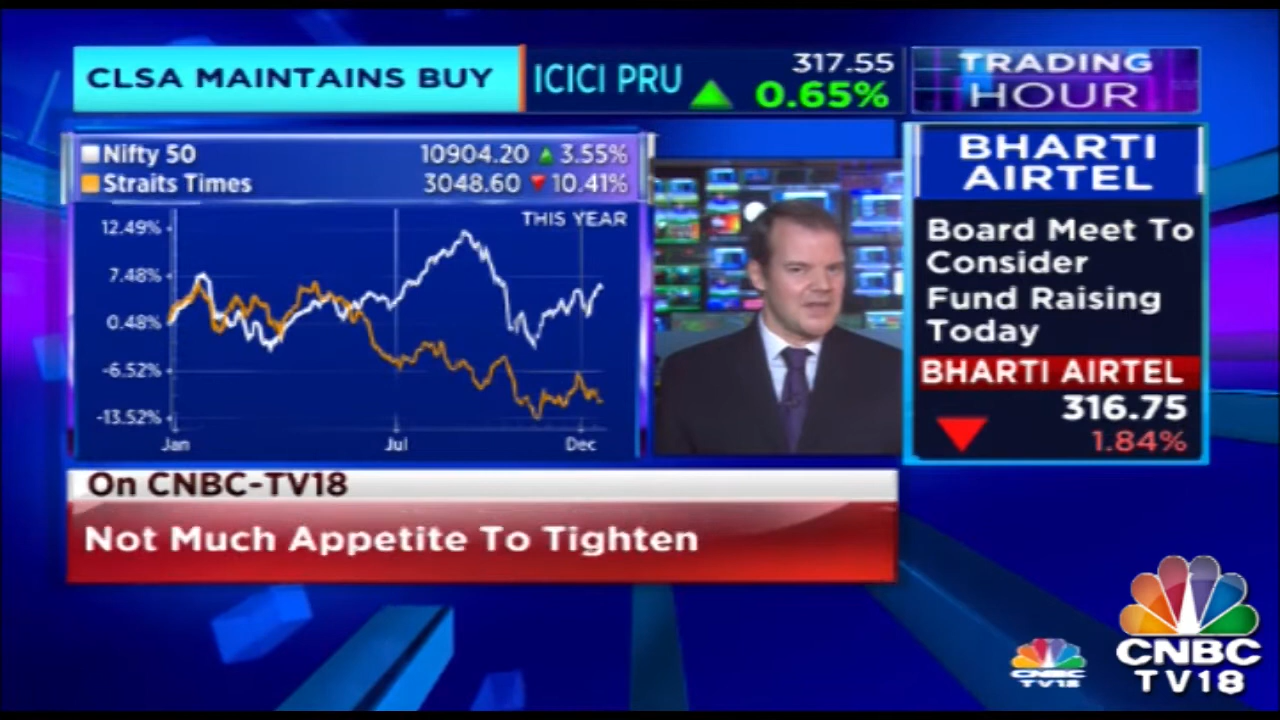 CLSA MAINTAINS BUY
ICICI PRU
317.55
0.65%
TRADING
HOUR
Nifty 50 10904.20 3.55%
Straits Times 3048.60 10.41%
THIS YEAR
12.49%
7.48%
0.48%
-6.52%
-13.52%
Jan Jul Dec
BHARTI
AIRTEL
Board Meet To
Consider
Fund Raising
Today
BHARTI AIRTEL
316.75
1.84%
On CNBC-TV18
Not Much Appetite To Tighten
CNBC
TV18
CNBC
TV18